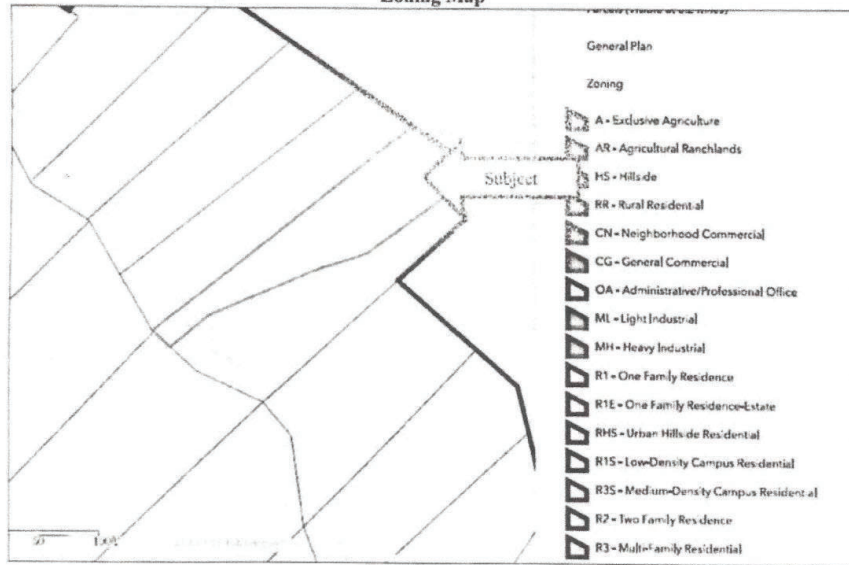 Zoning Map
General Plan
Zoning
A - Exclusive Agriculture
AR - Agricultural Ranchlands
HS - Hillside
Subject
RR - Rural Residential
CN - Neighborhood Commercial
CG - General Commercial
OA - Administrative/Professional Office
ML - Light Industrial
MH - Heavy Industrial
R1 - One Family Residence
R1E - One Family Residence-Estate
RHS - Urban Hillside Residential
R1S - Low-Density Campus Residential
R3S - Medium-Density Campus Residential
R2 - Two Family Residence
R3 - Multi-Family Residential